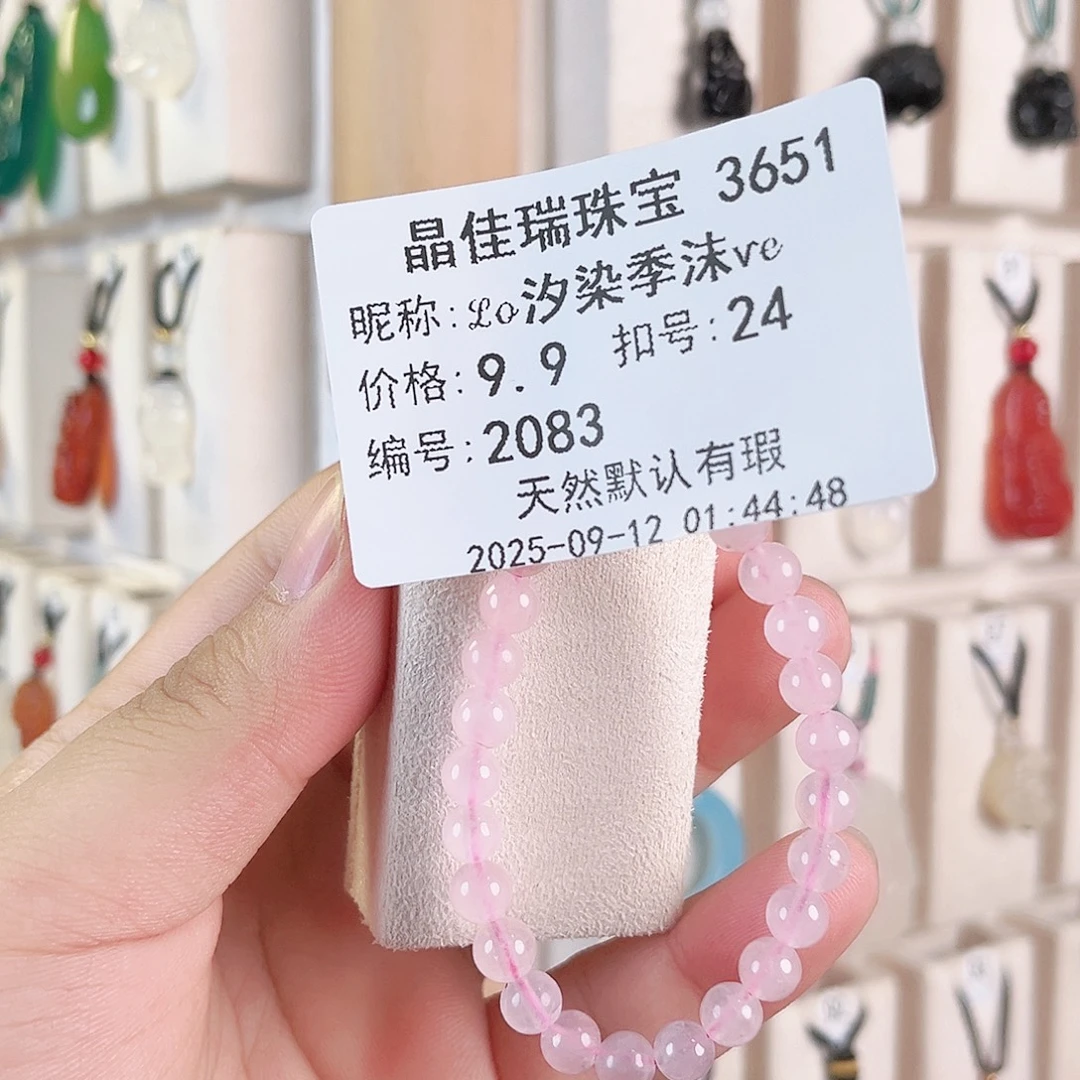 晶佳瑞珠宝 3651
昵称:ℒℴ汐染季沫ve
价格:9.9 扣号:24
编号:2083
天然默认有瑕
2025-09-12 01:44:48